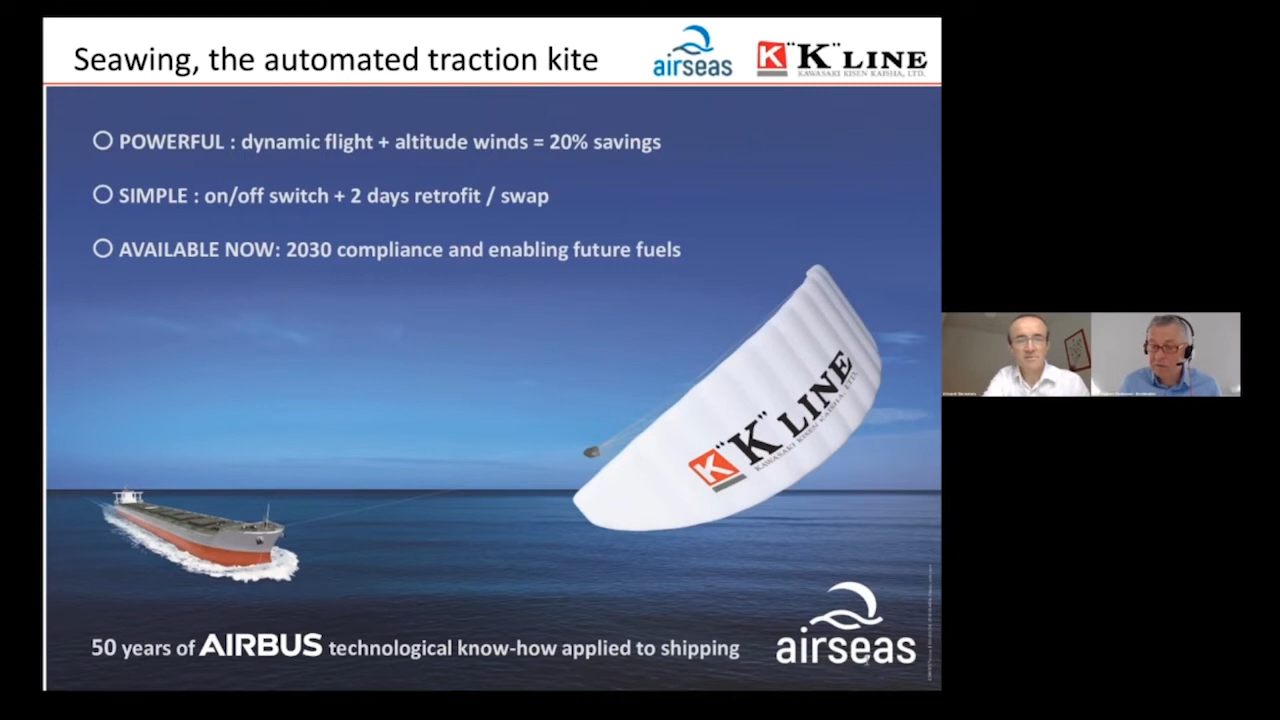 Seawing, the automated traction kite
airseas
K "K" LINE
KAWASAKI KISEN KAISHA, LTD.
POWERFUL : dynamic flight + altitude winds = 20% savings
SIMPLE : on/off switch + 2 days retrofit / swap
AVAILABLE NOW: 2030 compliance and enabling future fuels
K "K" LINE
KAWASAKI KISEN KAISHA, LTD.
50 years of AIRBUS technological know-how applied to shipping
airseas